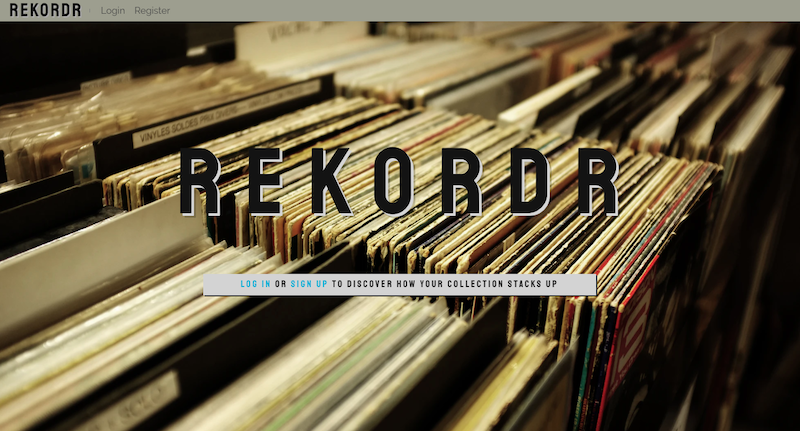 REKORDR
Login Register
VINYLES SOLDES PRIX DIVERS
REKORDR
LOG IN OR SIGN UP TO DISCOVER HOW YOUR COLLECTION STACKS UP